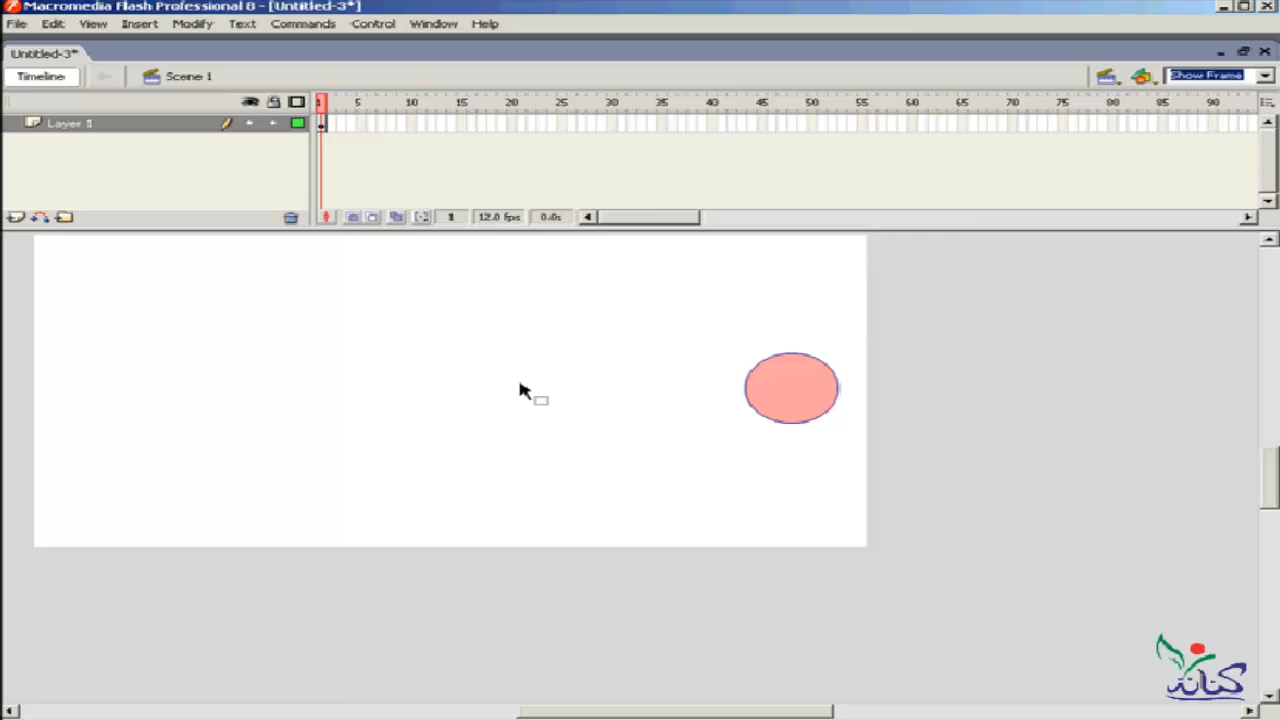 Macromedia Flash Professional 8 - [Untitled-3*]
File Edit View Insert Modify Text Commands Control Window Help
Untitled-3*
Timeline Scene 1 Show Frame
1 5 10 15 20 25 30 35 40 45 50 55 60 65 70 75 80 85 90
Layer 1
1 12.0 fps 0.0s
كنانة